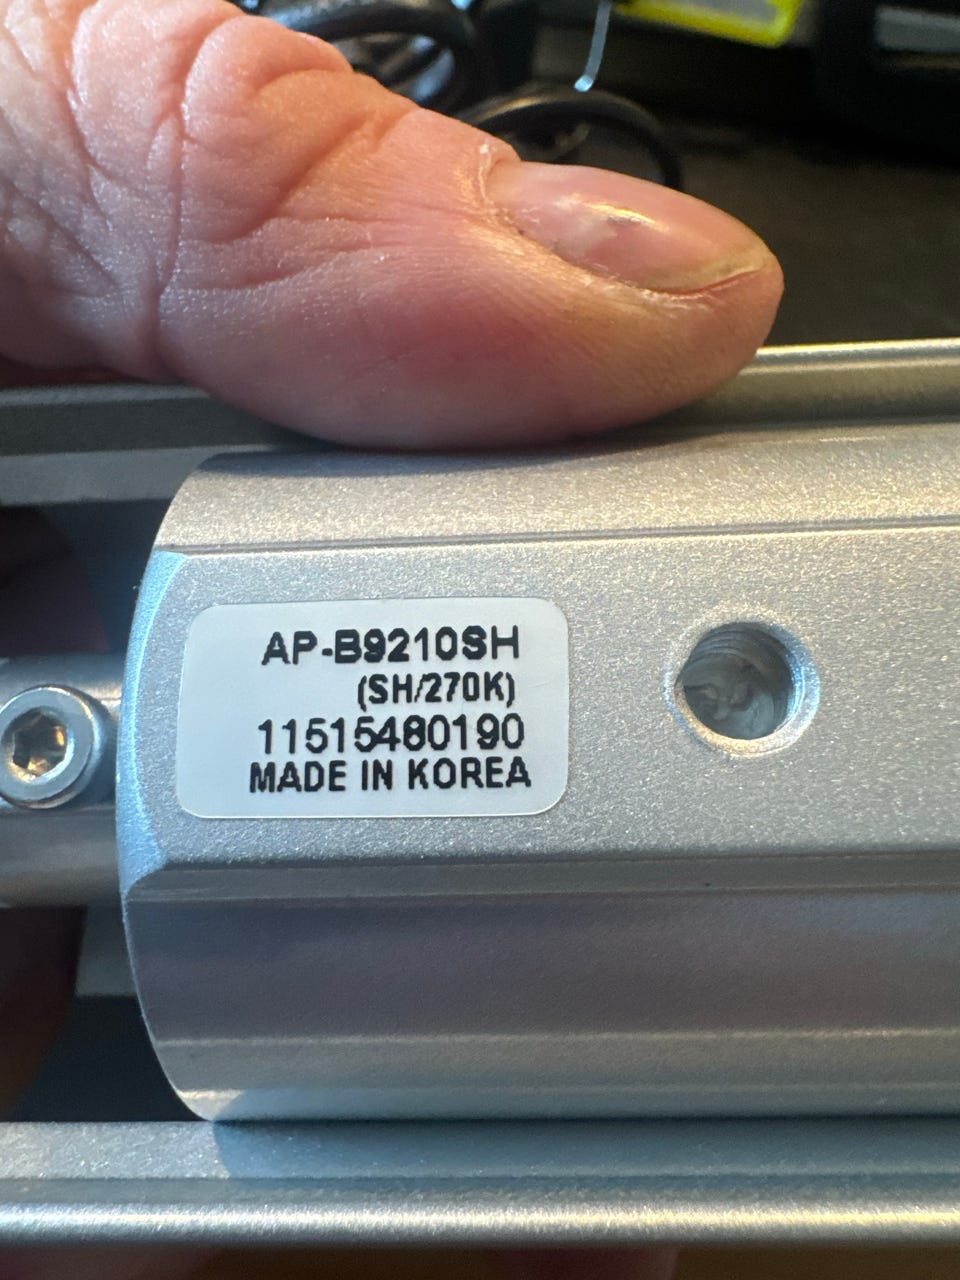 AP-B9210SH
(SH/270K)
11515480190
MADE IN KOREA